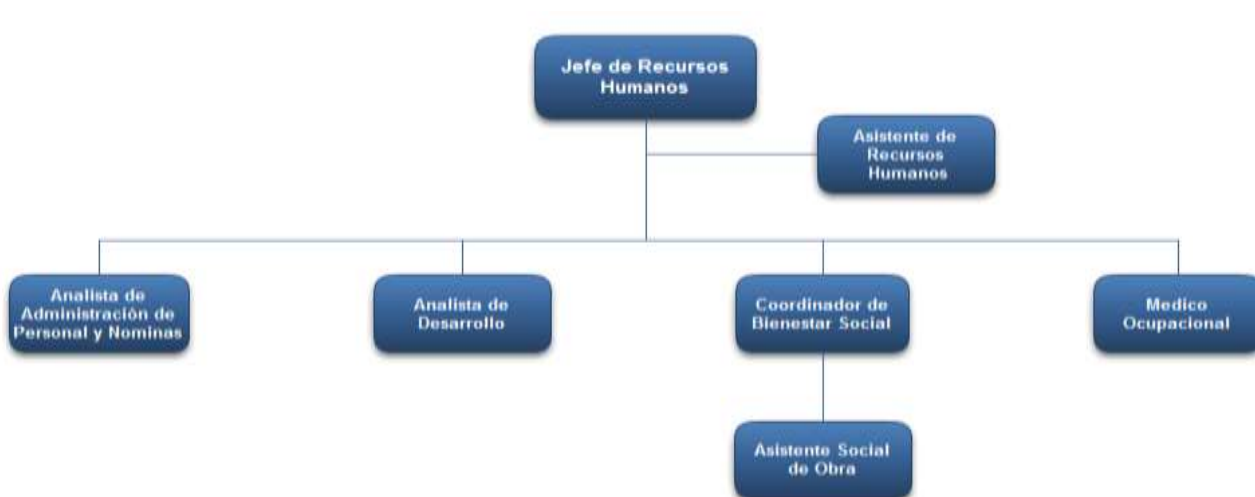 Jefe de Recursos
Humanos
Asistente de
Recursos
Humanos
Analista de
Administración de
Personal y Nominas
Analista de
Desarrollo
Coordinador de
Bienestar Social
Medico
Ocupacional
Asistente Social
de Obra